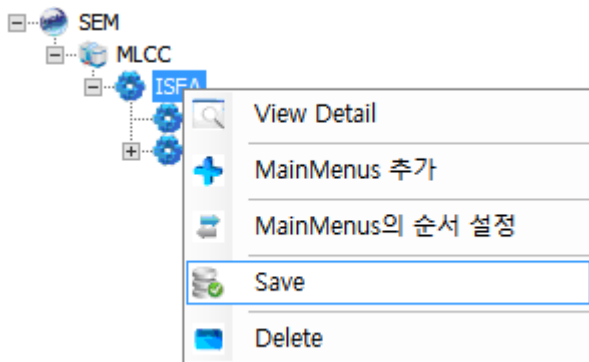 SEM
MLCC
ISFA
View Detail
MainMenus 추가
MainMenus의 순서 설정
Save
Delete